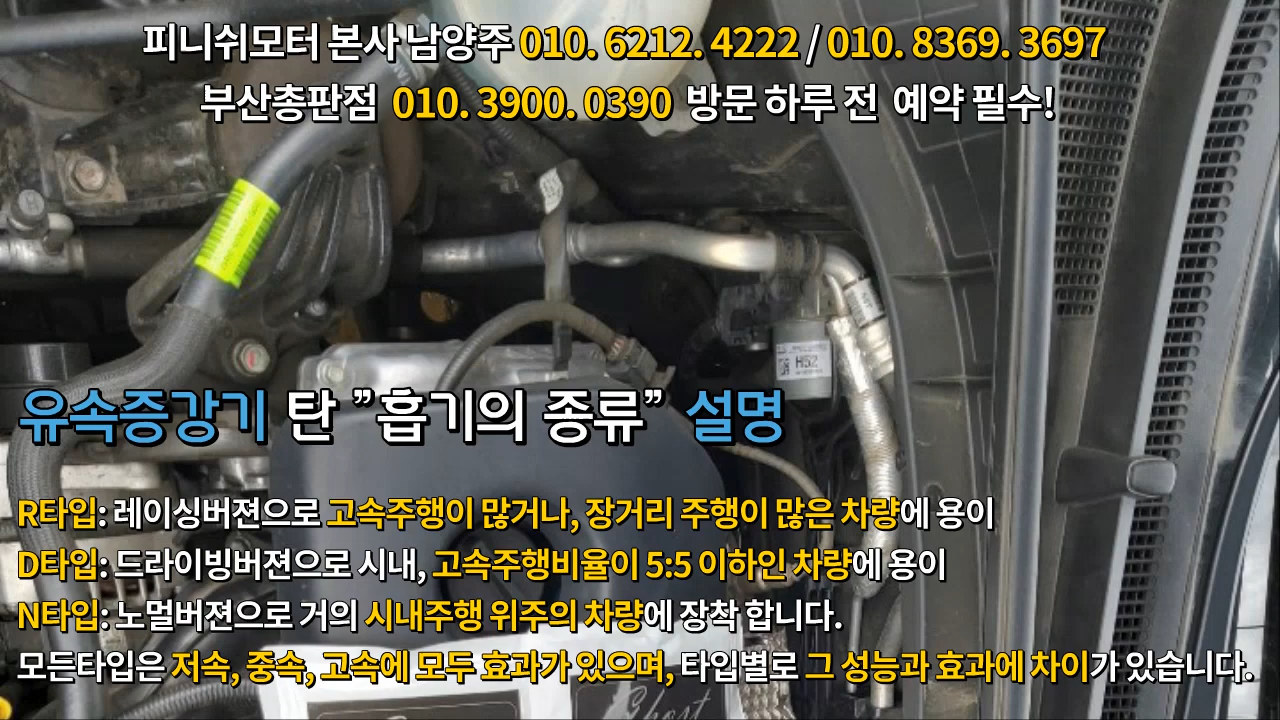 피니쉬모터 본사 남양주 010. 6212. 4222 / 010. 8369. 3697
부산총판점 010. 3900. 0390 방문 하루 전 예약 필수!
H52
유속증강기 탄 ”흡기의 종류” 설명
R타입: 레이싱버젼으로 고속주행이 많거나, 장거리 주행이 많은 차량에 용이
D타입: 드라이빙버젼으로 시내, 고속주행비율이 5:5 이하인 차량에 용이
N타입: 노멀버젼으로 거의 시내주행 위주의 차량에 장착 합니다.
모든타입은 저속, 중속, 고속에 모두 효과가 있으며, 타입별로 그 성능과 효과에 차이가 있습니다.
Ghost